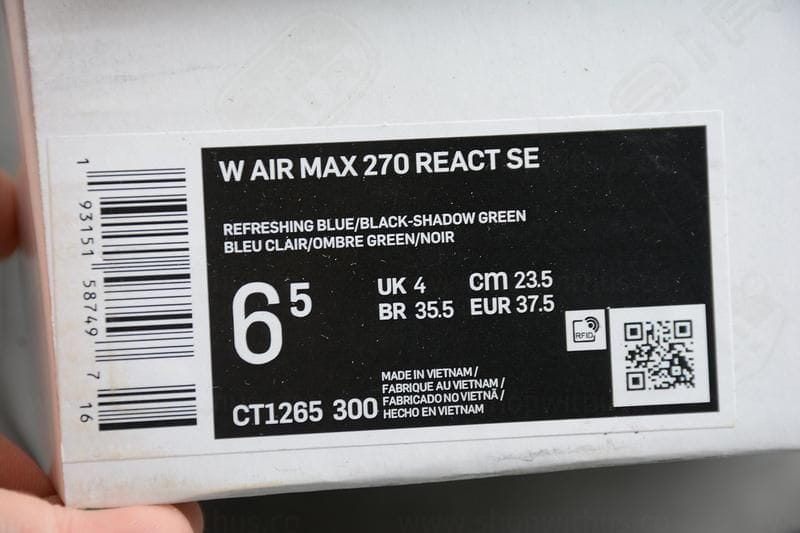 W AIR MAX 270 REACT SE
REFRESHING BLUE/BLACK-SHADOW GREEN
BLEU CLAIR/OMBRE GREEN/NOIR
6 5
UK 4 cm 23.5
BR 35.5 EUR 37.5
RFID
MADE IN VIETNAM /
FABRIQUE AU VIETNAM /
FABRICADO NO VIETNÃ /
HECHO EN VIETNAM
CT1265 300
1 93151 58749 7 16